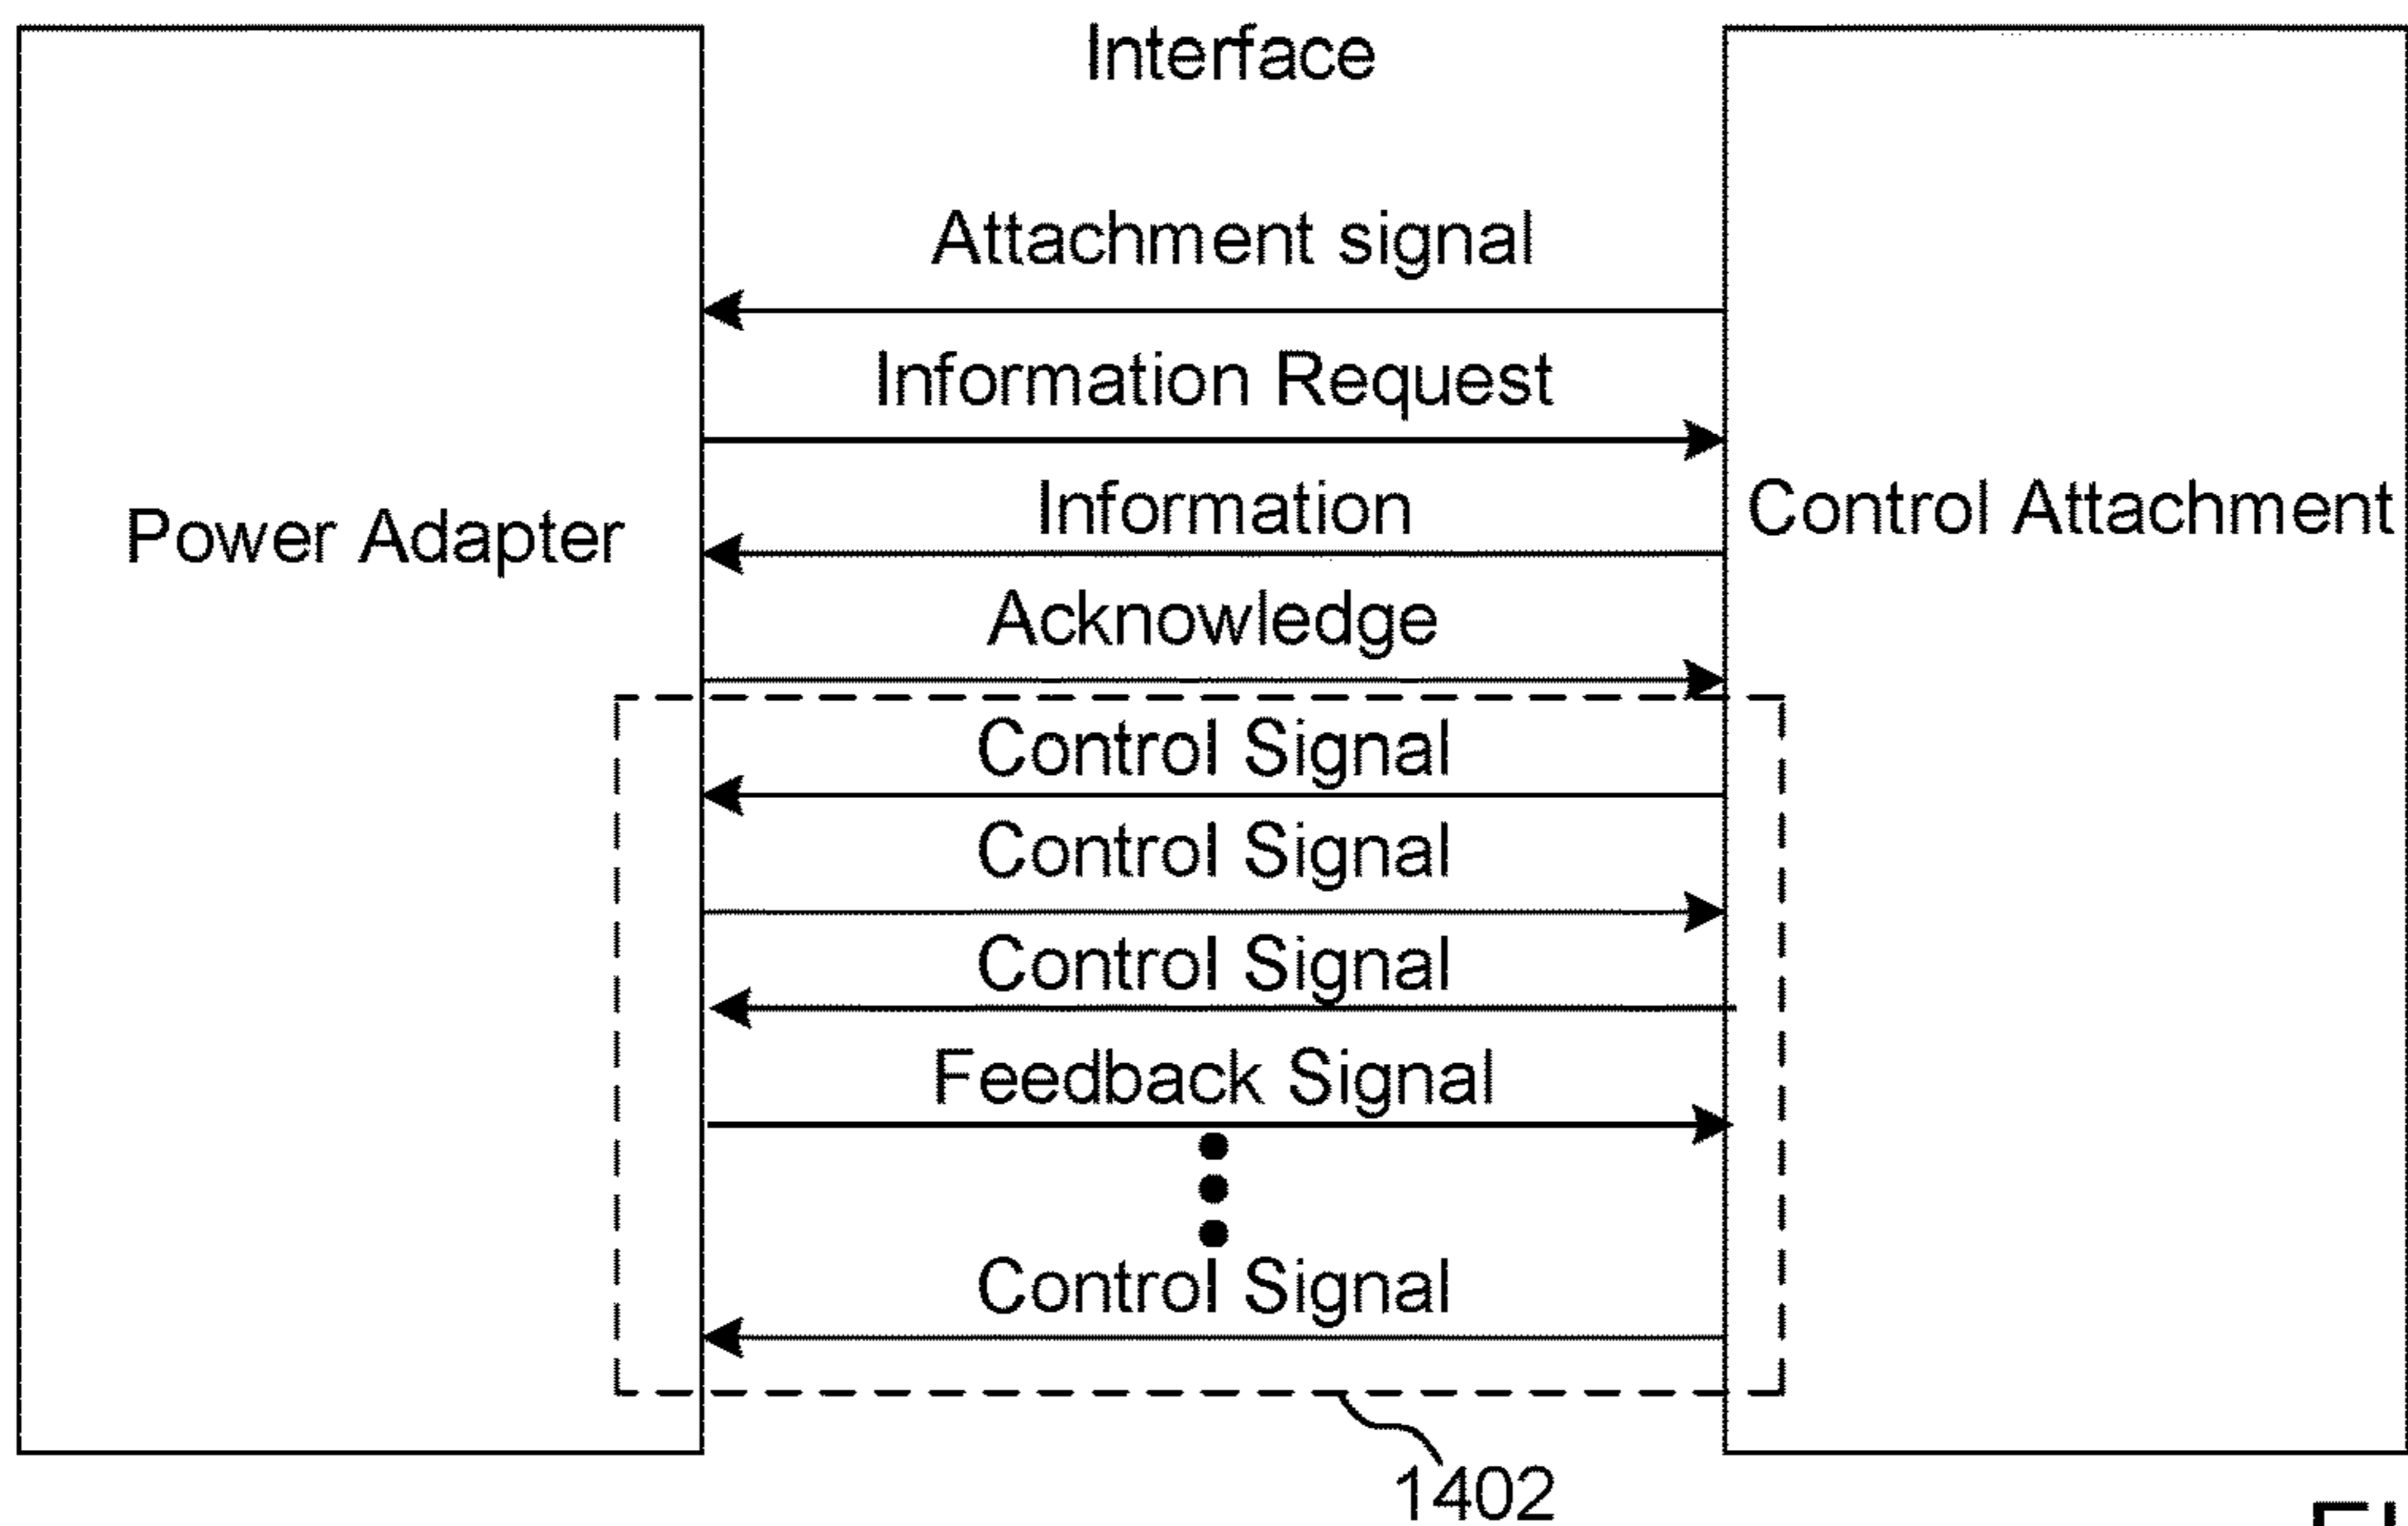 Interface
Attachment signal
Information Request
Power Adapter
Information
Control Attachment
Acknowledge
Control Signal
Control Signal
Control Signal
Feedback Signal
Control Signal
1402